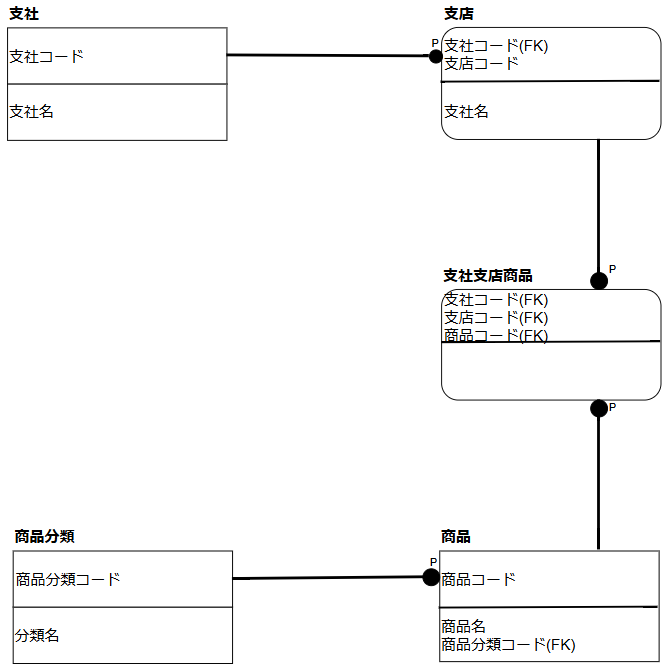 支社
支社コード
支社名
支店
P
支社コード(FK)
支店コード
支社名
支社支店商品
P
支社コード(FK)
支店コード(FK)
商品コード(FK)
P
商品分類
商品分類コード
分類名
商品
P
商品コード
商品名
商品分類コード(FK)